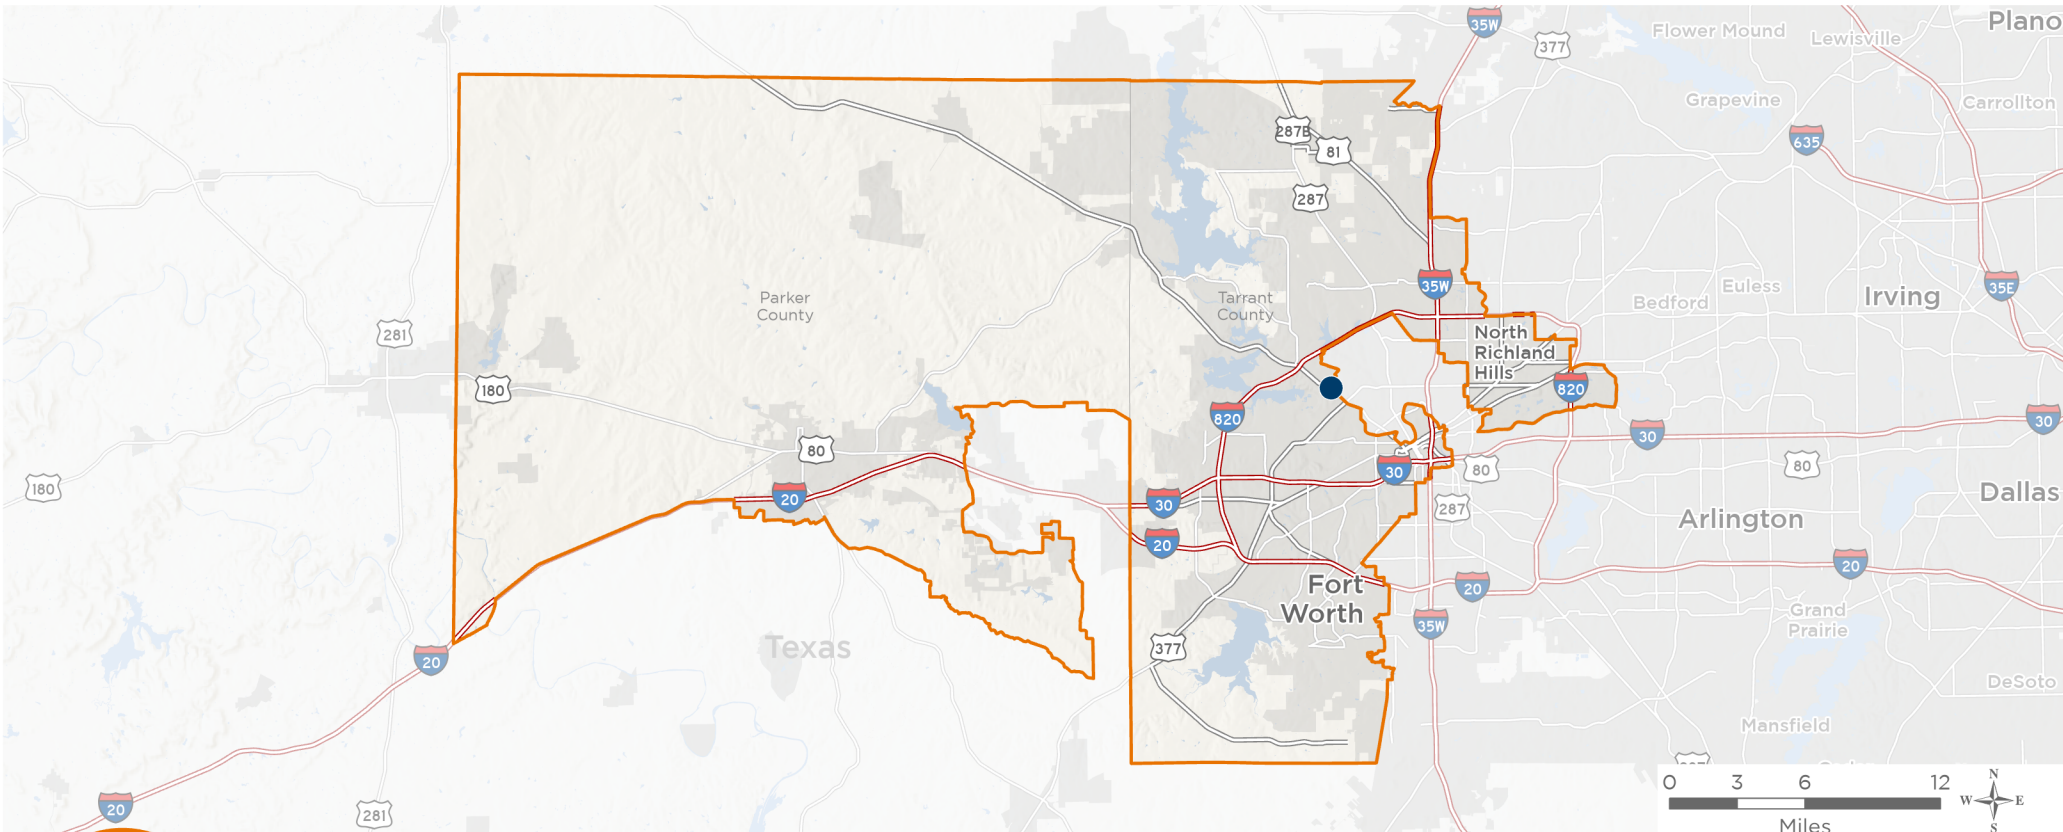 35W
377
Flower Mound
Lewisville
Plano
Grapevine
Carrollton
287B
81
635
287
Parker
County
Tarrant
County
35W
Bedford
Euless
Irving
35E
281
North
Richland
Hills
180
820
820
30
30
80
30
80
80
180
20
30
287
Arlington
Dallas
20
20
20
Fort
Worth
35W
Grand
Prairie
Texas
377
20
DeSoto
Mansfield
20
281
0 3 6 12
Miles
N
W E
S